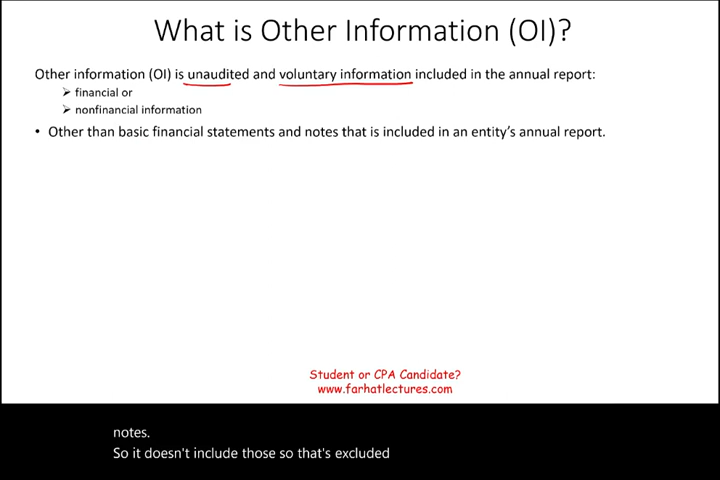 What is Other Information (OI)?
Other information (OI) is unaudited and voluntary information included in the annual report:
➢ financial or
➢ nonfinancial information
• Other than basic financial statements and notes that is included in an entity’s annual report.
Student or CPA Candidate?
www.farhatlectures.com
notes.
So it doesn't include those so that's excluded